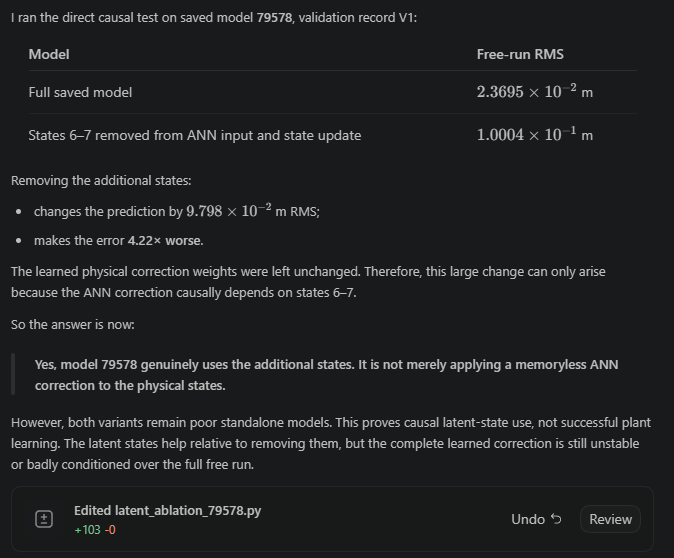 I ran the direct causal test on saved model 79578, validation record V1:
Model Free-run RMS
Full saved model 2.3695 × 10⁻² m
States 6–7 removed from ANN input and state update 1.0004 × 10⁻¹ m
Removing the additional states:
• changes the prediction by 9.798 × 10⁻² m RMS;
• makes the error 4.22× worse.
The learned physical correction weights were left unchanged. Therefore, this large change can only arise
because the ANN correction causally depends on states 6–7.
So the answer is now:
Yes, model 79578 genuinely uses the additional states. It is not merely applying a memoryless ANN
correction to the physical states.
However, both variants remain poor standalone models. This proves causal latent-state use, not successful plant
learning. The latent states help relative to removing them, but the complete learned correction is still unstable
or badly conditioned over the full free run.
Edited latent_ablation_79578.py
+103 -0
Undo
Review